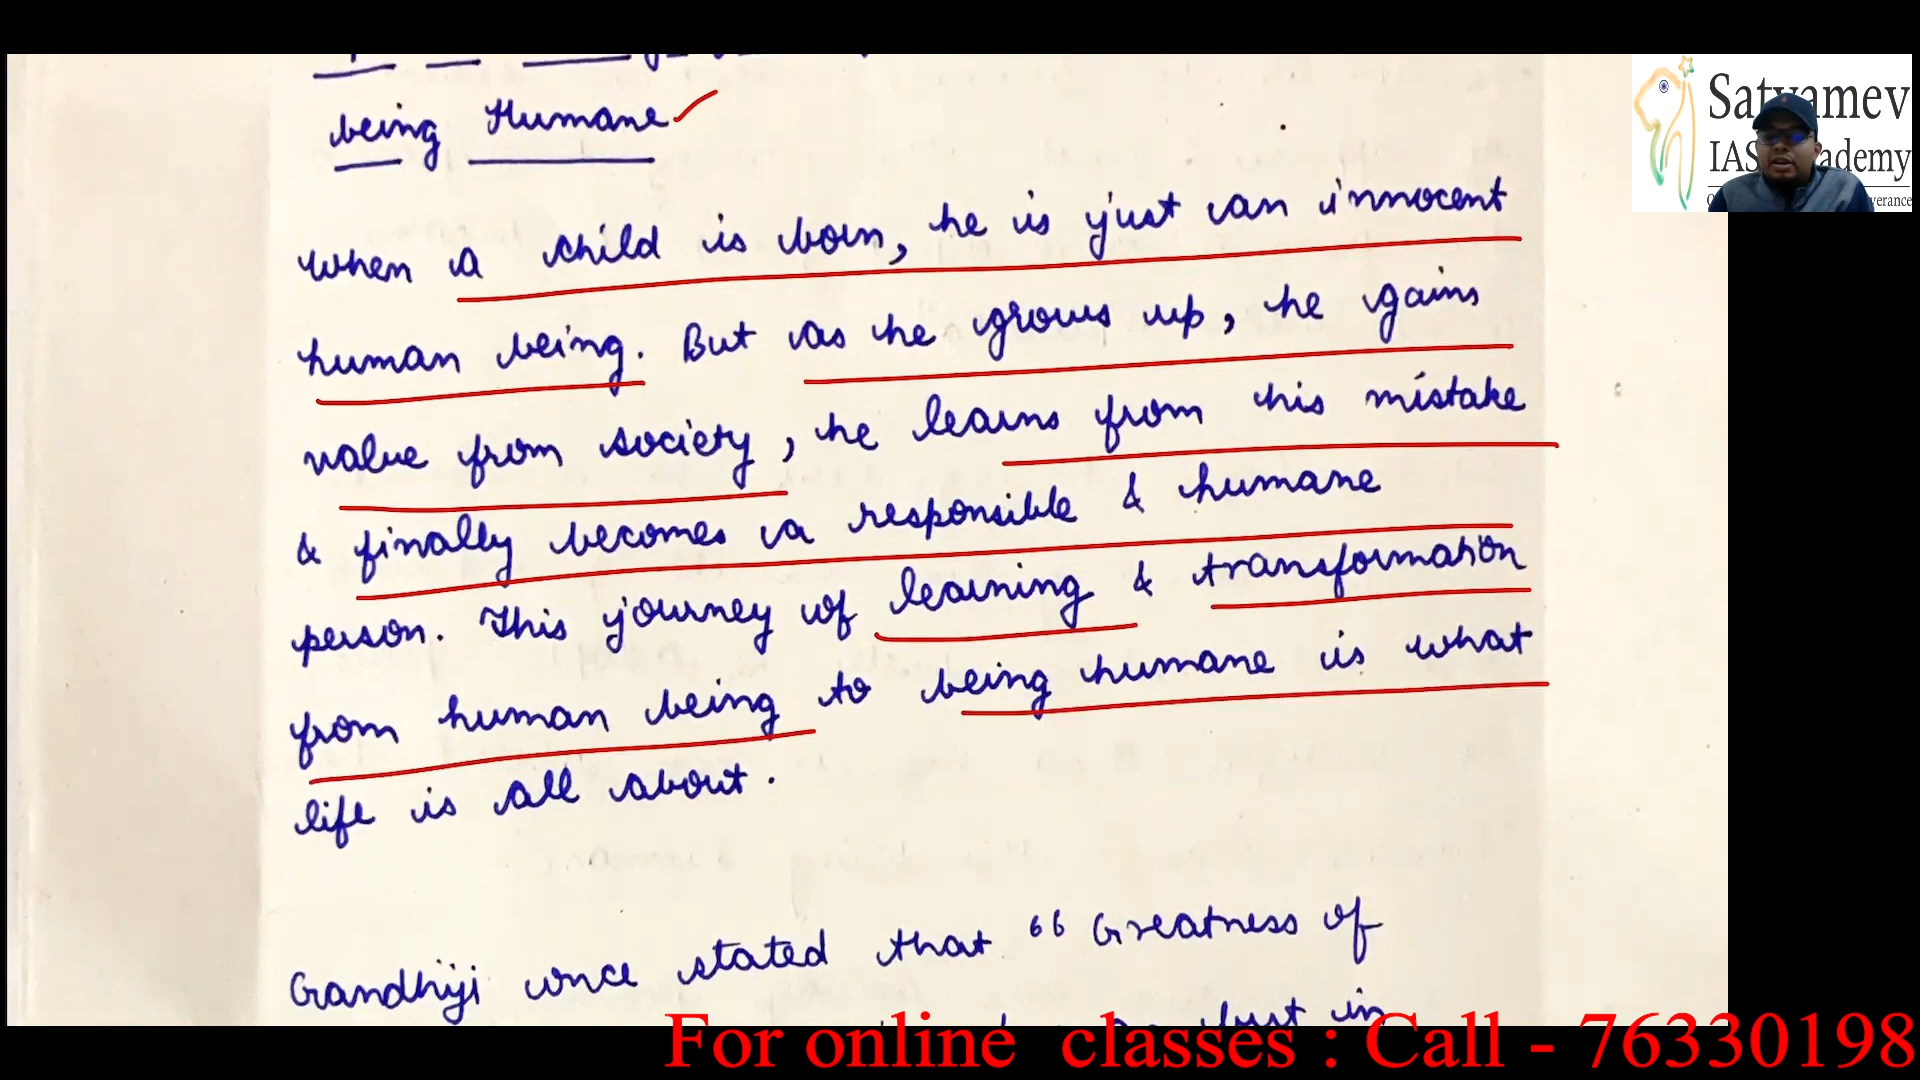 being Humane
when a child is born, he is just an innocent
human being. But as he grows up, he gains
value from society, he learns from his mistake
& finally becomes a responsible & humane
person. This journey of learning & transformation
from human being to being humane is what
life is all about.
Gandhiji once stated that " Greatness of
but in
Satyamev
IAS
For online classes : Call - 76330198